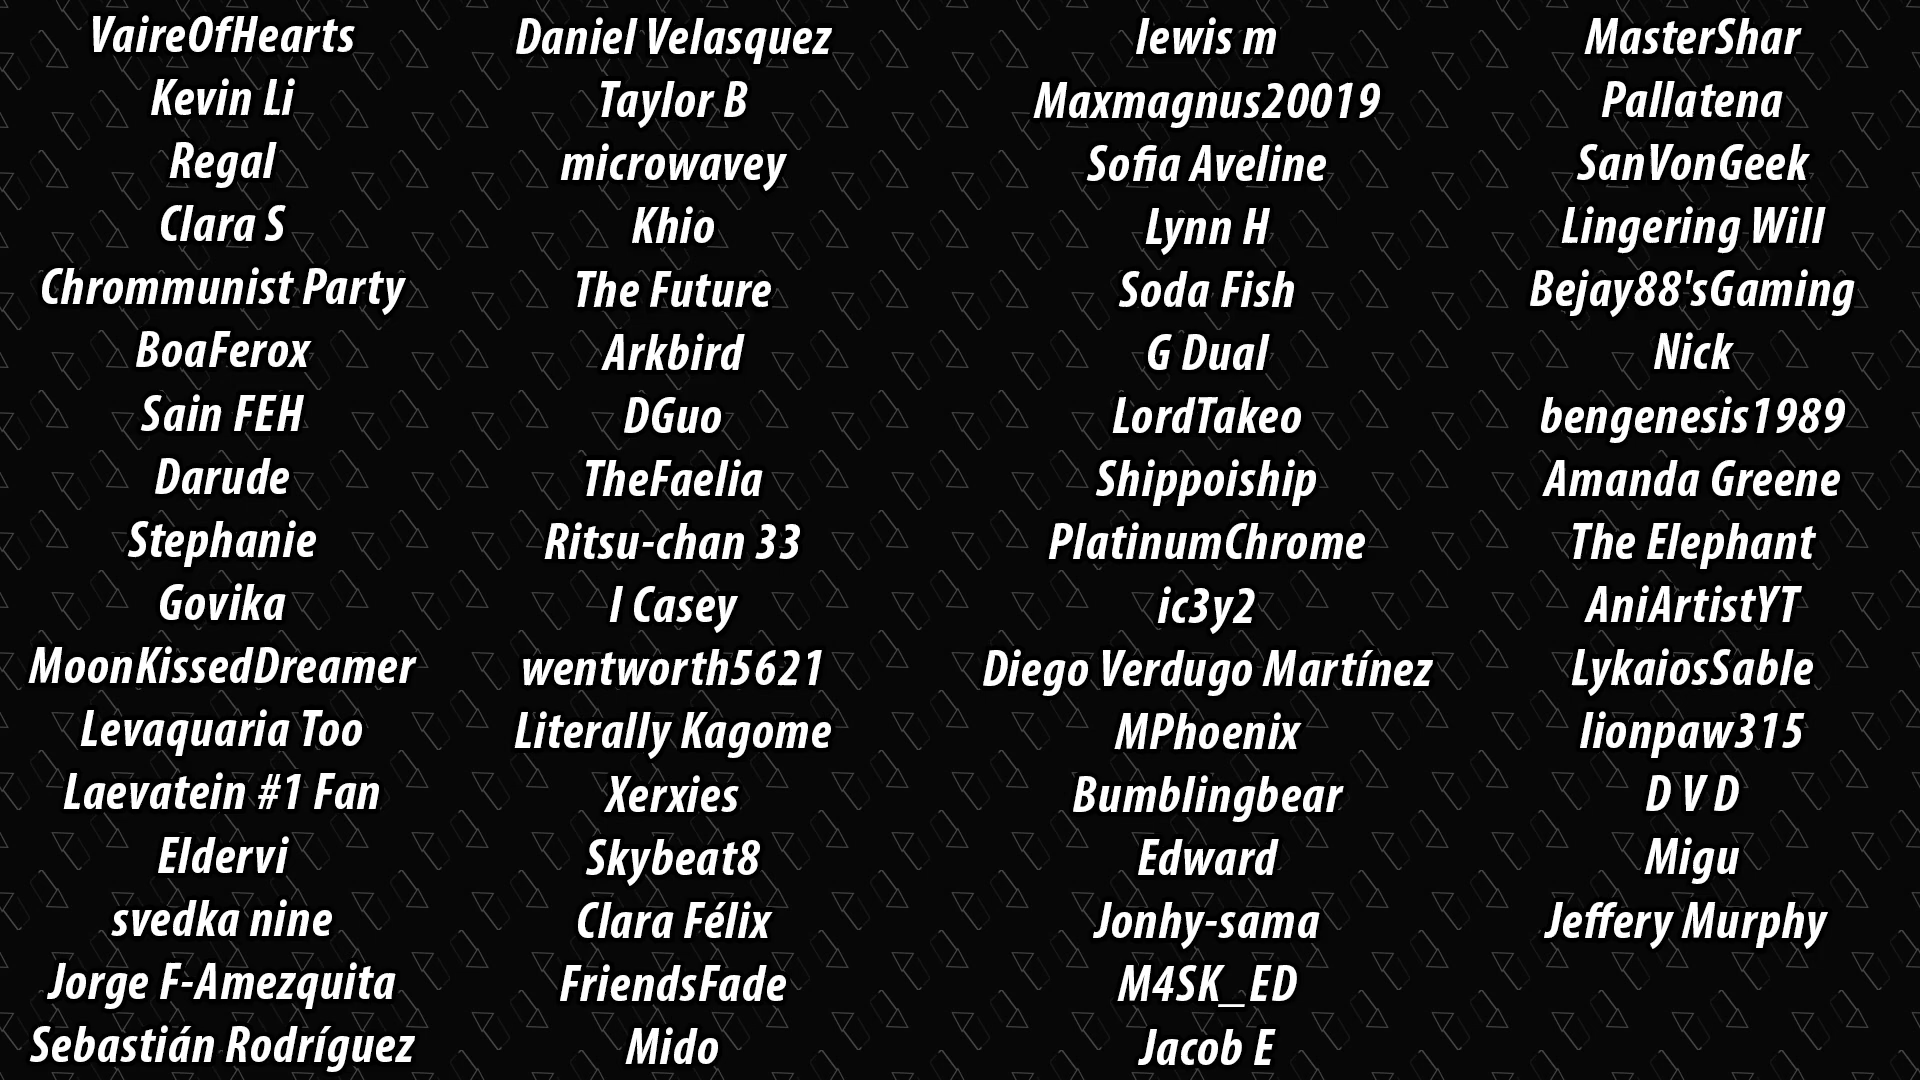 VaireOfHearts
Kevin Li
Regal
Clara S
Chrommunist Party
BoaFerox
Sain FEH
Darude
Stephanie
Govika
MoonKissedDreamer
Levaquaria Too
Laevatein #1 Fan
Eldervi
svedka nine
Jorge F-Amezquita
Sebastián Rodríguez
Daniel Velasquez
Taylor B
microwavey
Khio
The Future
Arkbird
DGuo
TheFaelia
Ritsu-chan 33
I Casey
wentworth5621
Literally Kagome
Xerxies
Skybeat8
Clara Félix
FriendsFade
Mido
lewis m
Maxmagnus20019
Sofia Aveline
Lynn H
Soda Fish
G Dual
LordTakeo
Shippoiship
PlatinumChrome
ic3y2
Diego Verdugo Martínez
MPhoenix
Bumblingbear
Edward
Jonhy-sama
M4SK_ED
Jacob E
MasterShar
Pallatena
SanVonGeek
Lingering Will
Bejay88'sGaming
Nick
bengenesis1989
Amanda Greene
The Elephant
AniArtistYT
LykaiosSable
lionpaw315
D V D
Migu
Jeffery Murphy